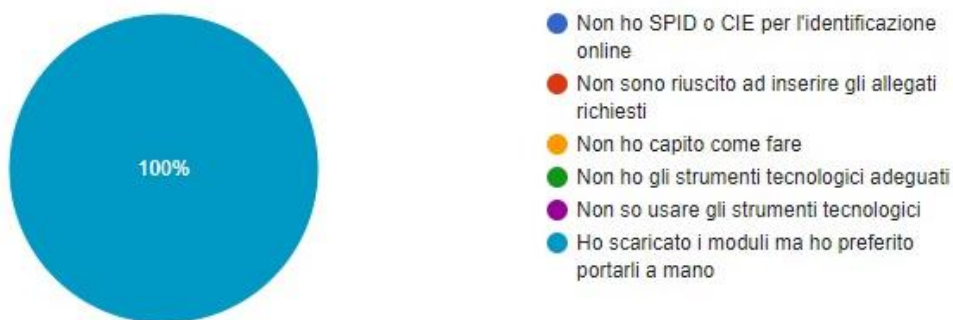 100%
Non ho SPID o CIE per l'identificazione
online
Non sono riuscito ad inserire gli allegati
richiesti
Non ho capito come fare
Non ho gli strumenti tecnologici adeguati
Non so usare gli strumenti tecnologici
Ho scaricato i moduli ma ho preferito
portarli a mano